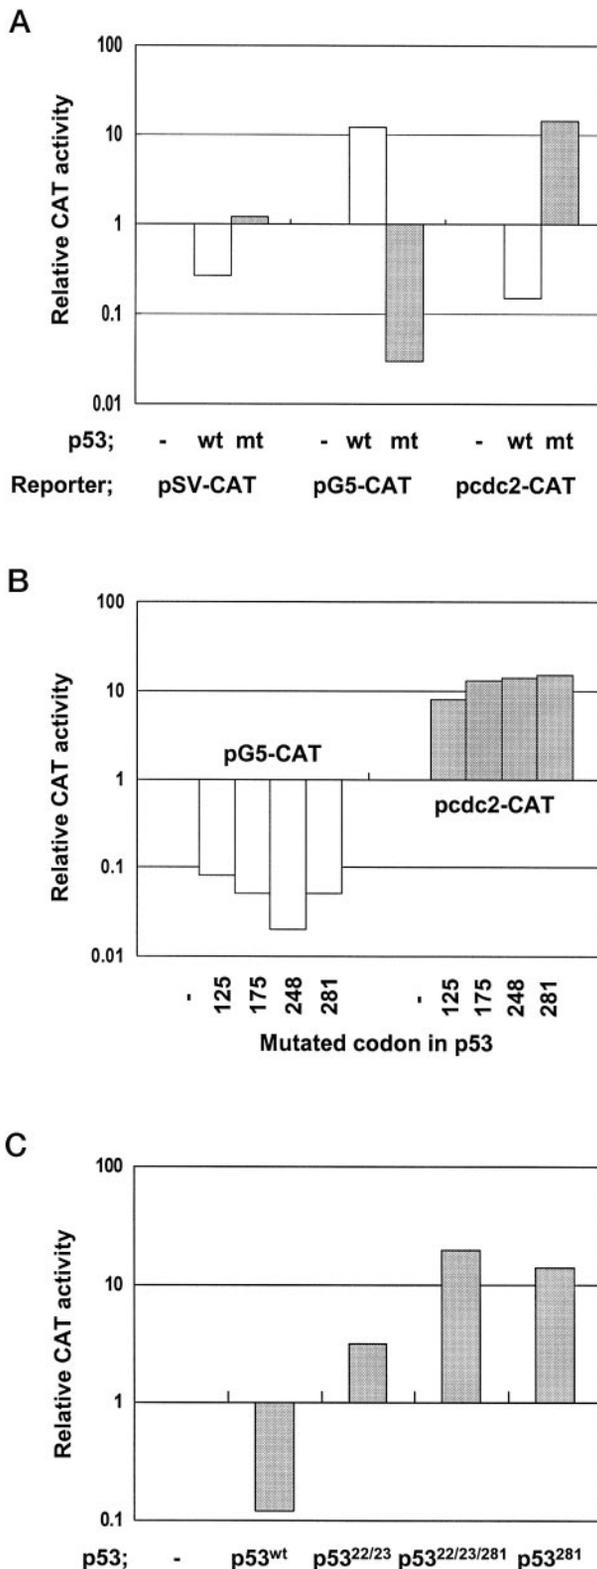 A
Relative CAT activity
100
10
1
0.1
0.01
p53; - wt mt - wt mt - wt mt
Reporter; pSV-CAT pG5-CAT pcdc2-CAT
B
Relative CAT activity
100
10
1
0.1
0.01
pG5-CAT
pcdc2-CAT
- 125 175 248 281 - 125 175 248 281
Mutated codon in p53
C
Relative CAT activity
100
10
1
0.1
p53; - p53wt p5322/23 p5322/23/281 p53281